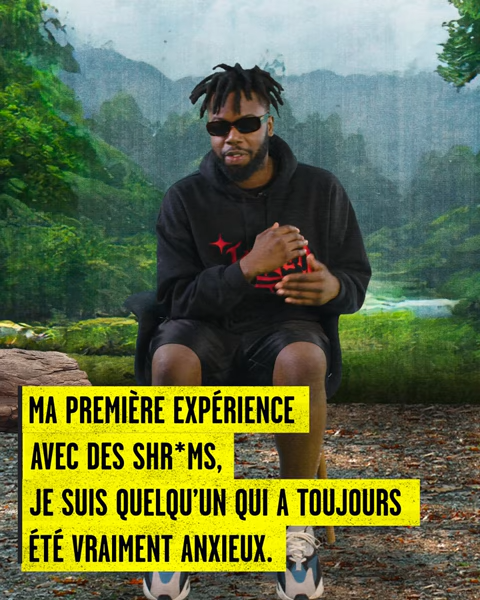 MA PREMIÈRE EXPÉRIENCE
AVEC DES SHR*MS,
JE SUIS QUELQU'UN QUI A TOUJOURS
ÉTÉ VRAIMENT ANXIEUX.